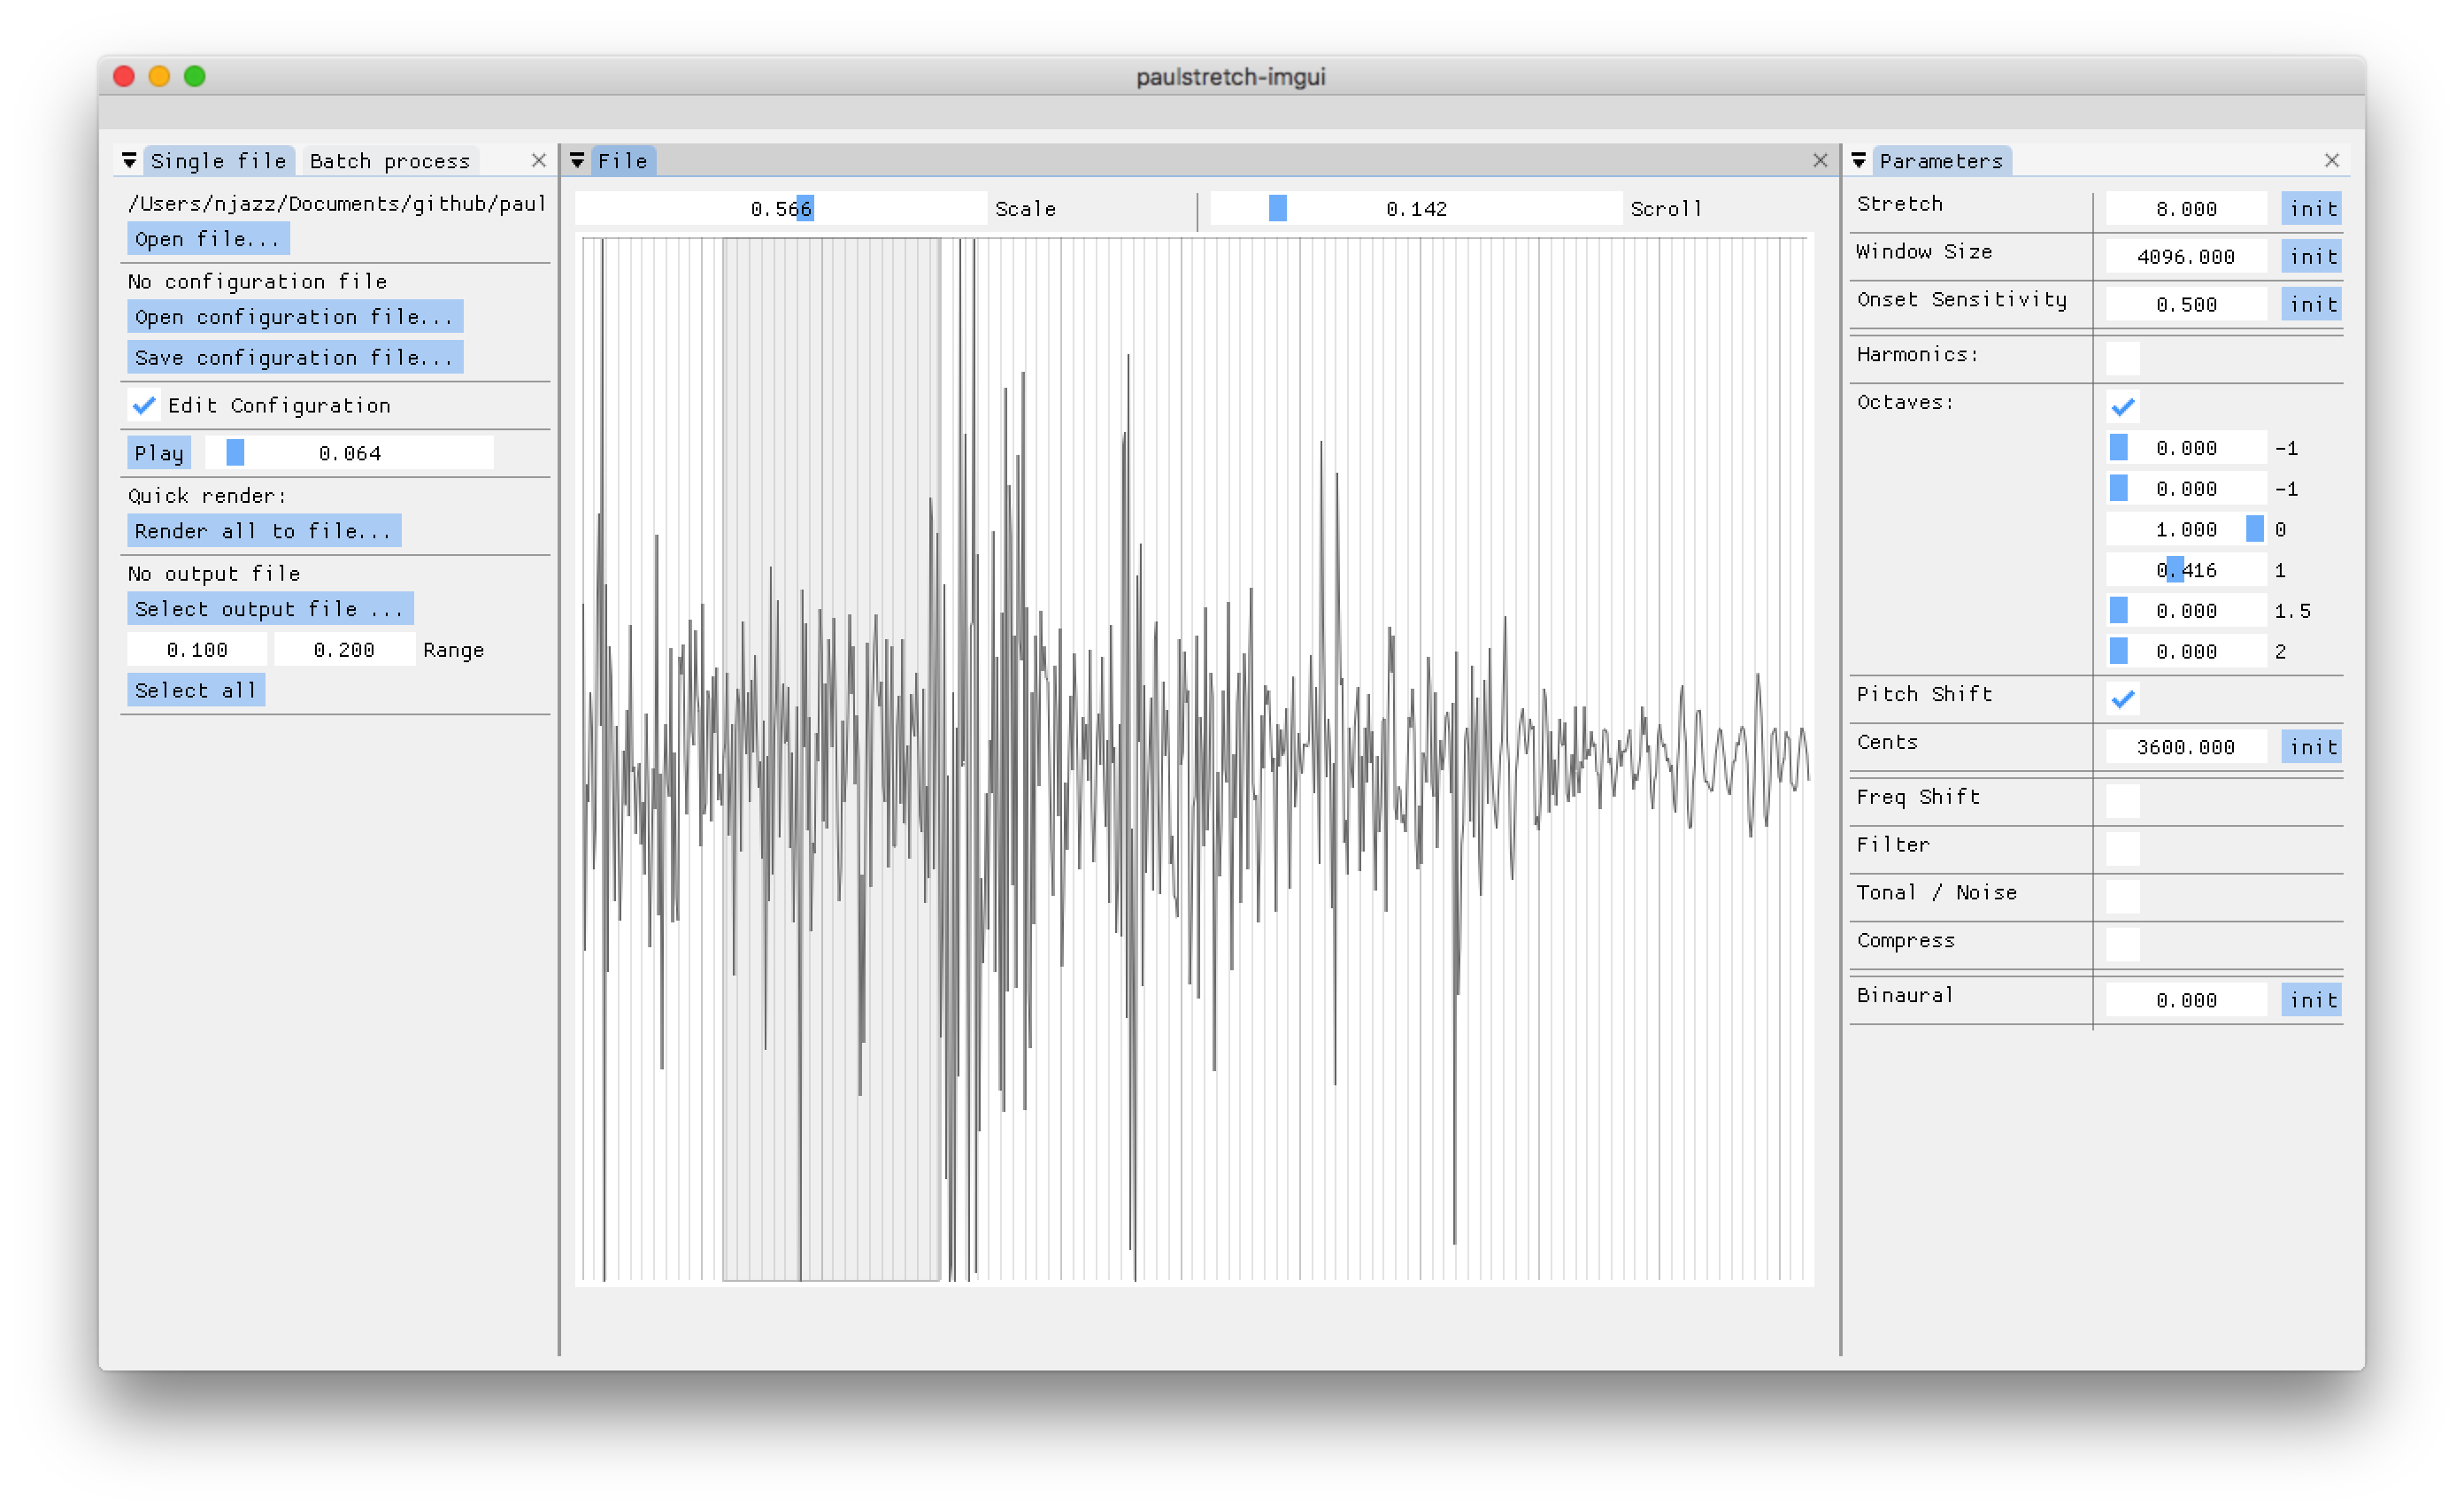 paulstretch-imgui
Single file Batch process
/Users/njazz/Documents/github/paul
Open file...
No configuration file
Open configuration file...
Save configuration file...
Edit Configuration
Play 0.064
Quick render:
Render all to file...
No output file
Select output file ...
0.100 0.200 Range
Select all
File
0.566 Scale 0.142 Scroll
Parameters
Stretch 8.000 init
Window Size 4096.000 init
Onset Sensitivity 0.500 init
Harmonics:
Octaves:
0.000 -1
0.000 -1
1.000 0
0.416 1
0.000 1.5
0.000 2
Pitch Shift
Cents 3600.000 init
Freq Shift
Filter
Tonal / Noise
Compress
Binaural 0.000 init